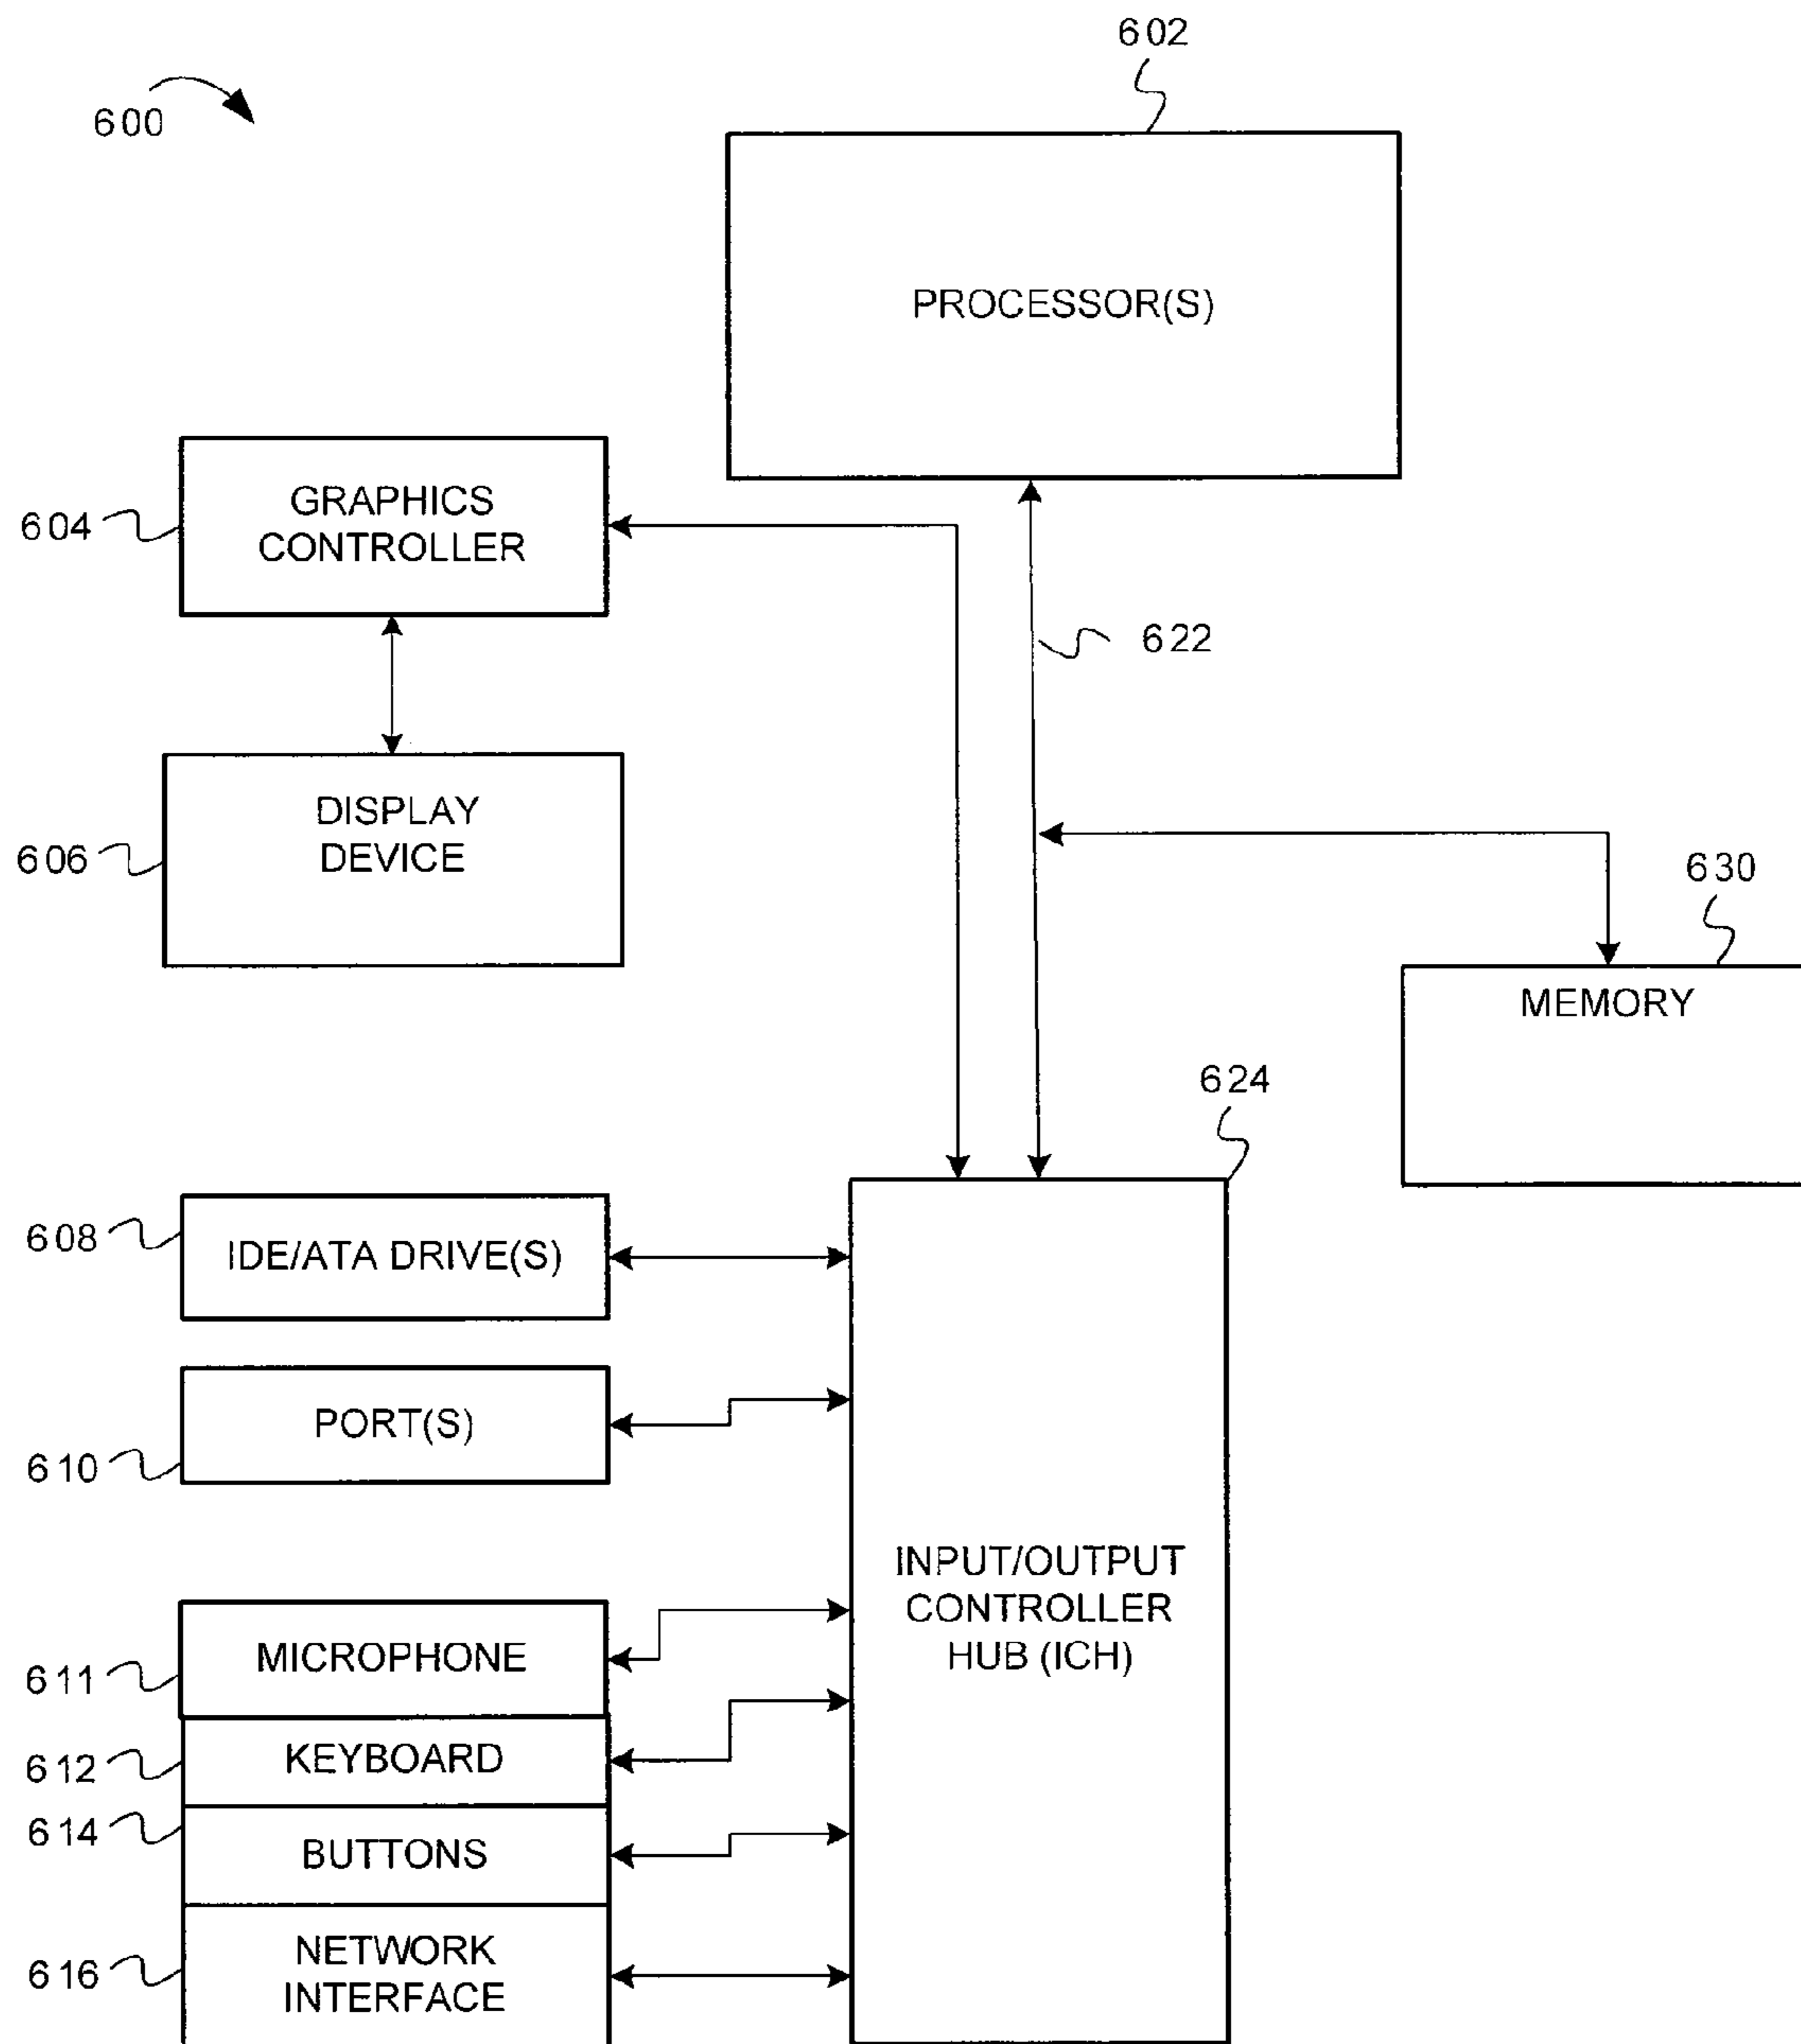 602
600
PROCESSOR(S)
GRAPHICS
CONTROLLER
604
622
DISPLAY
DEVICE
606
630
MEMORY
624
608
IDE/ATA DRIVE(S)
PORT(S)
610
INPUT/OUTPUT
CONTROLLER
HUB (ICH)
MICROPHONE
611
KEYBOARD
612
614
BUTTONS
NETWORK
INTERFACE
616